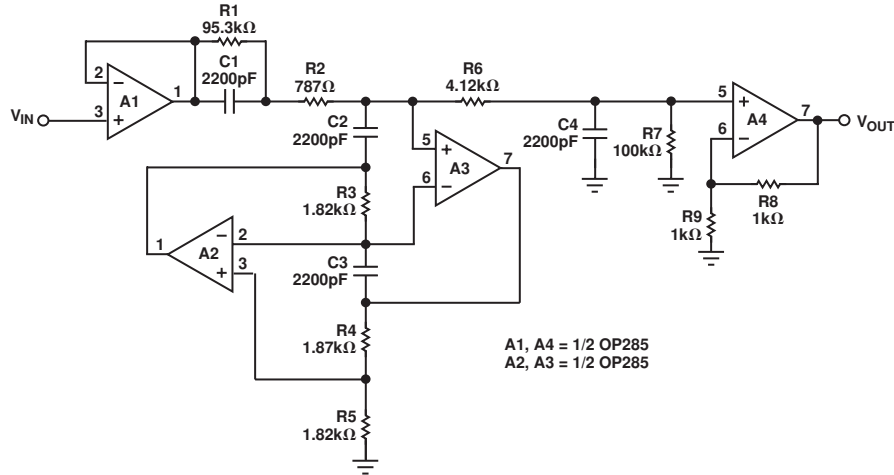 R1
95.3kΩ
C1
2200pF
2
1
3
A1
VIN
R2
787Ω
R6
4.12kΩ
C2
2200pF
5
6
7
A3
C4
2200pF
R7
100kΩ
5
6
7
A4
VOUT
R8
1kΩ
R9
1kΩ
R3
1.82kΩ
1
A2
2
3
C3
2200pF
R4
1.87kΩ
R5
1.82kΩ
A1, A4 = 1/2 OP285
A2, A3 = 1/2 OP285